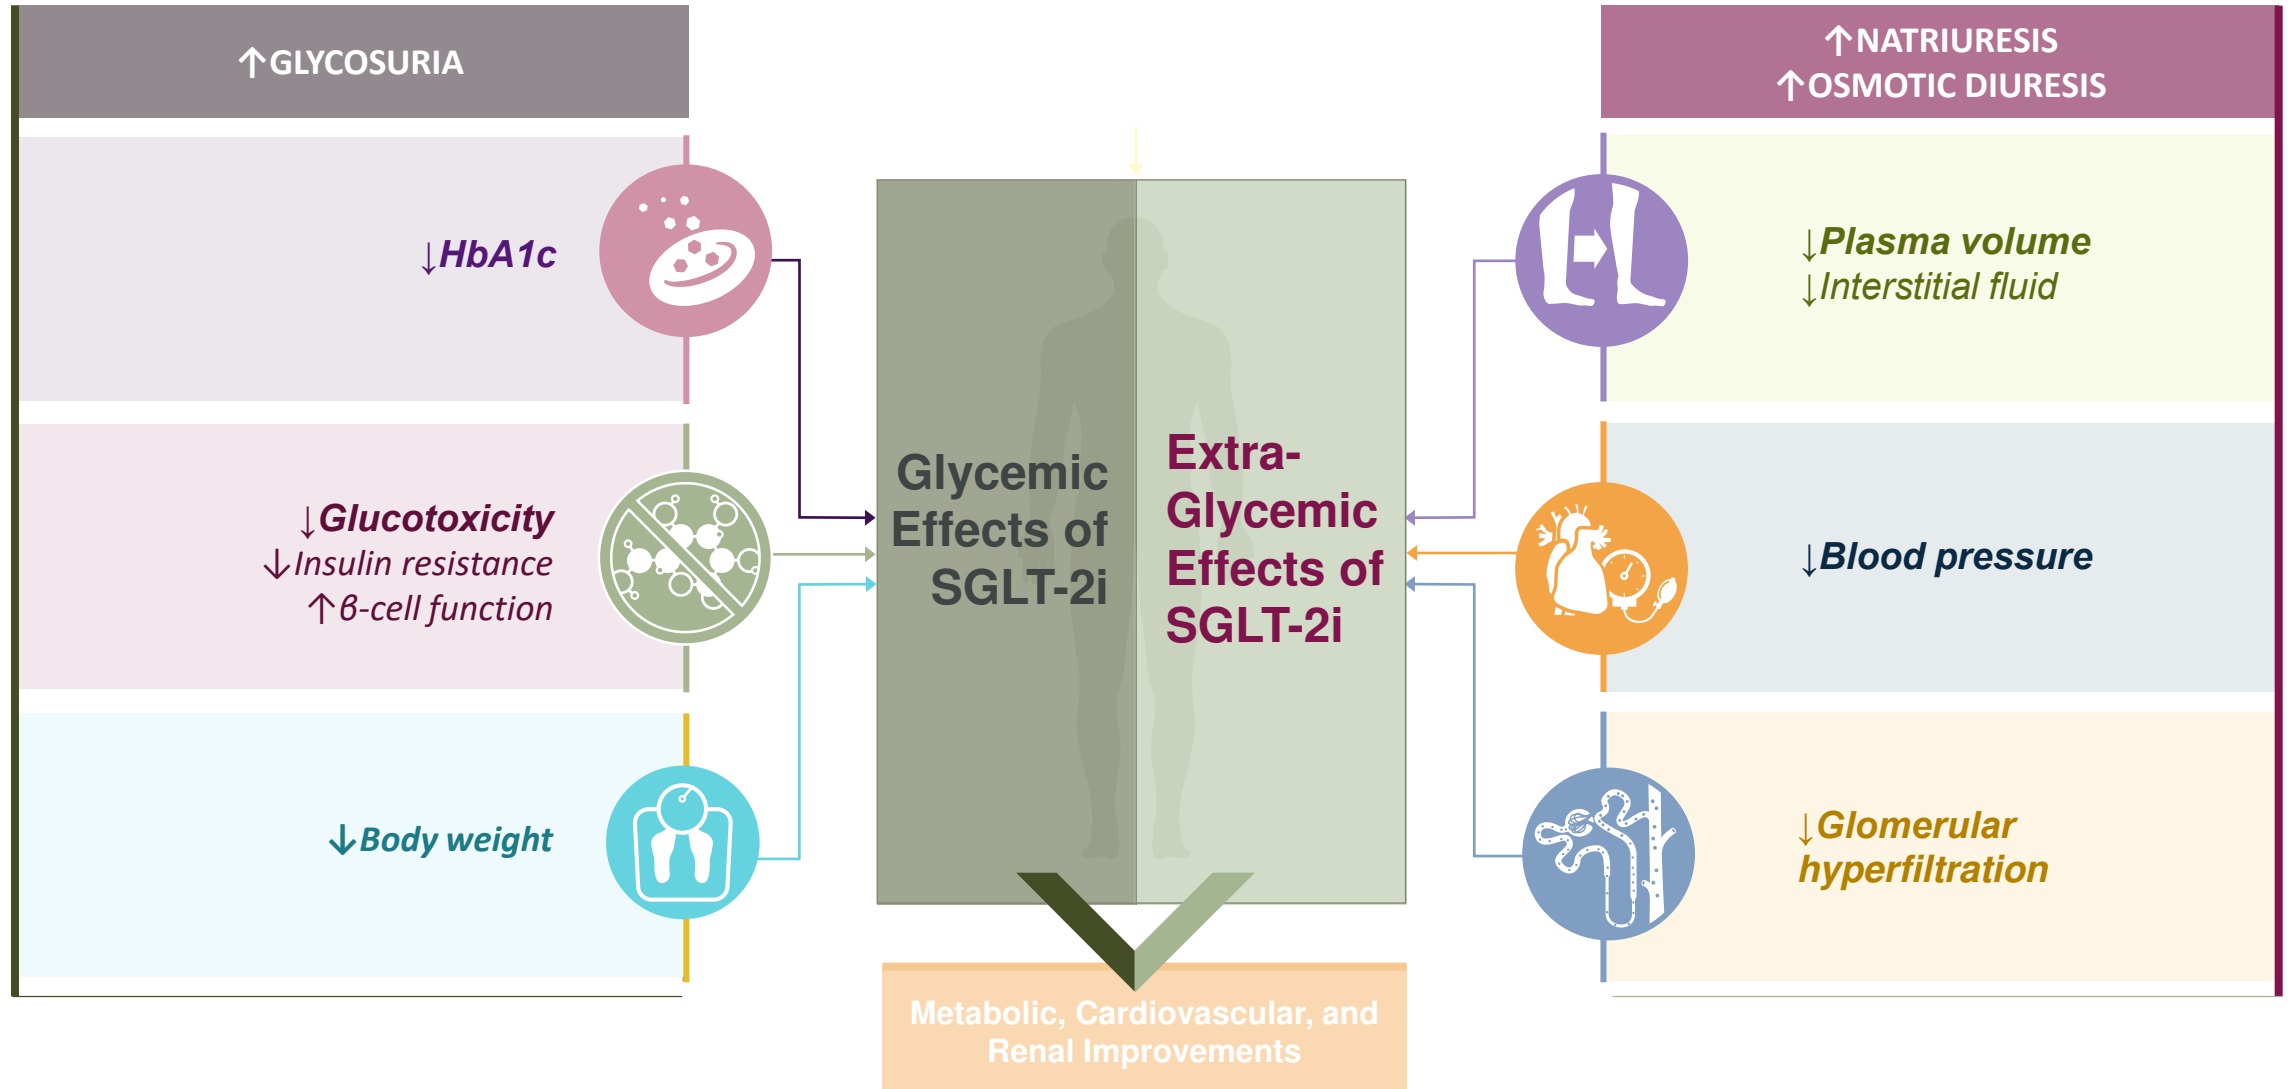 ↑GLYCOSURIA
↓HbA1c
↓Glucotoxicity
↓Insulin resistance
↑β-cell function
↓Body weight
Glycemic
Effects of
SGLT-2i
Extra-
Glycemic
Effects of
SGLT-2i
↑NATRIURESIS
↑OSMOTIC DIURESIS
↓Plasma volume
↓Interstitial fluid
↓Blood pressure
↓Glomerular
hyperfiltration
Metabolic, Cardiovascular, and
Renal Improvements